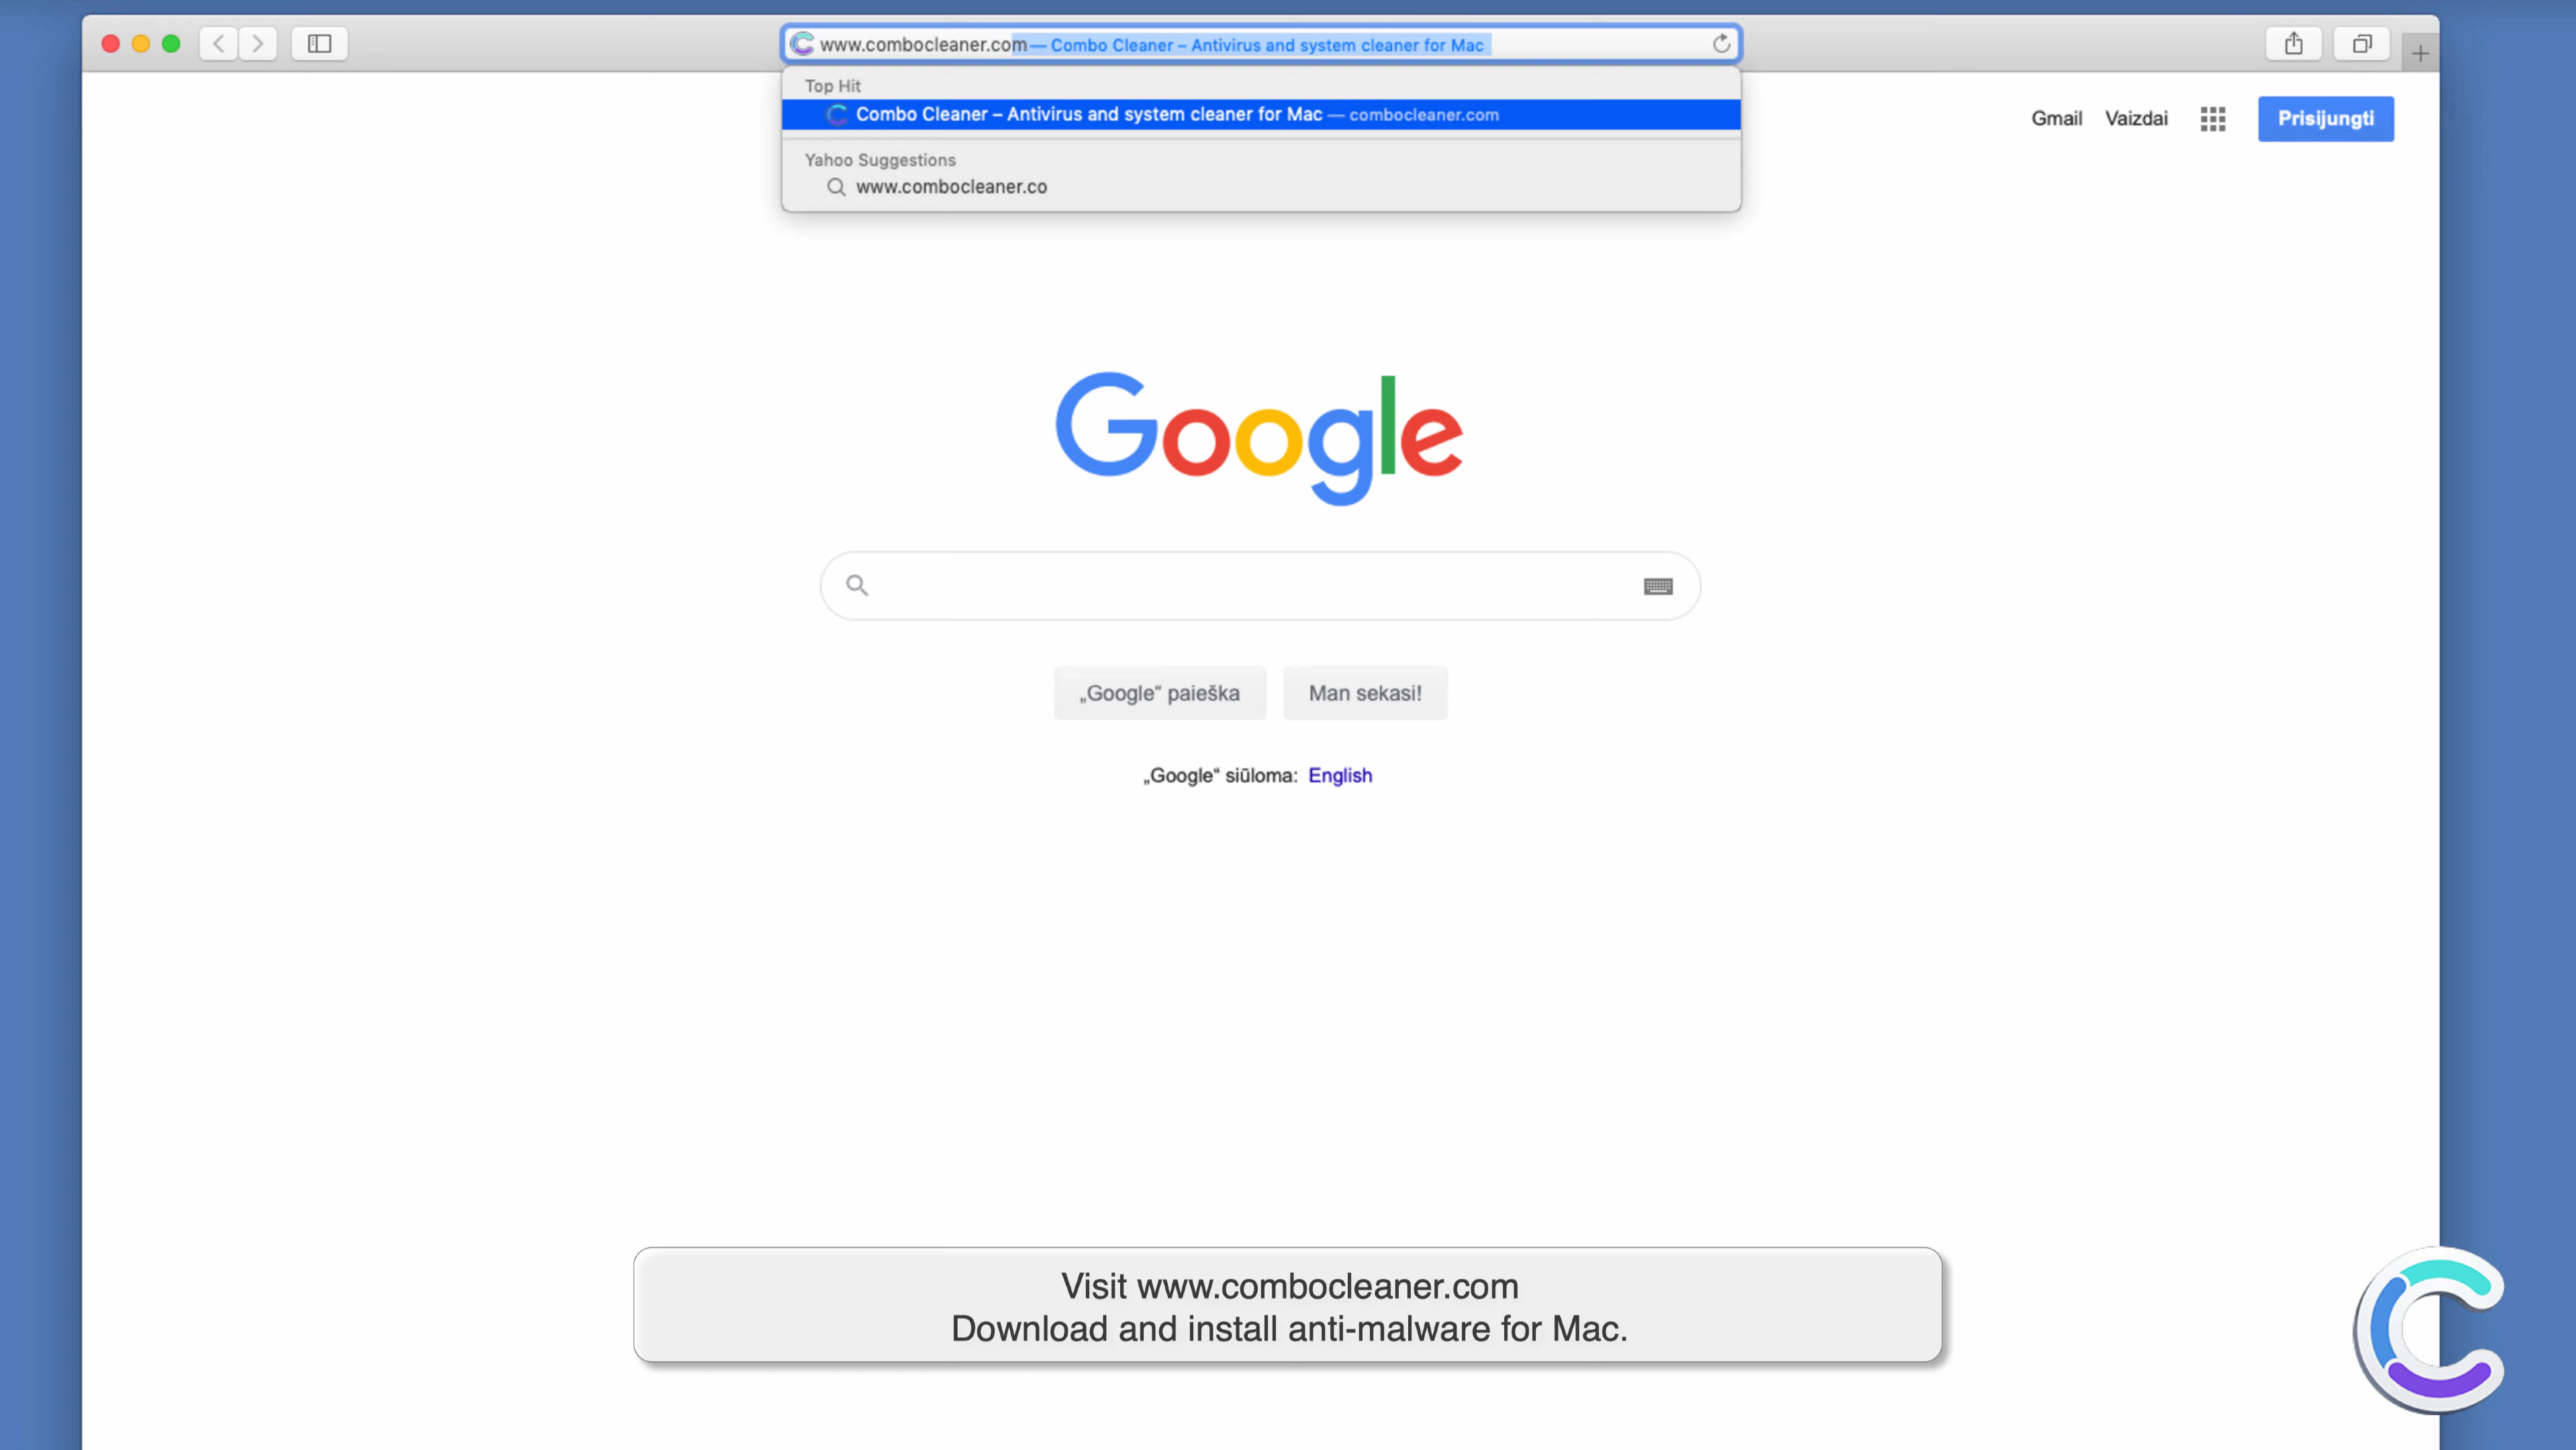 www.combocleaner.com — Combo Cleaner – Antivirus and system cleaner for Mac
Top Hit
Combo Cleaner – Antivirus and system cleaner for Mac — combocleaner.com
Yahoo Suggestions
www.combocleaner.co
Gmail Vaizdai Prisijungti
Google
„Google“ paieška Man sekasi!
„Google“ siūloma: English
Visit www.combocleaner.com
Download and install anti-malware for Mac.